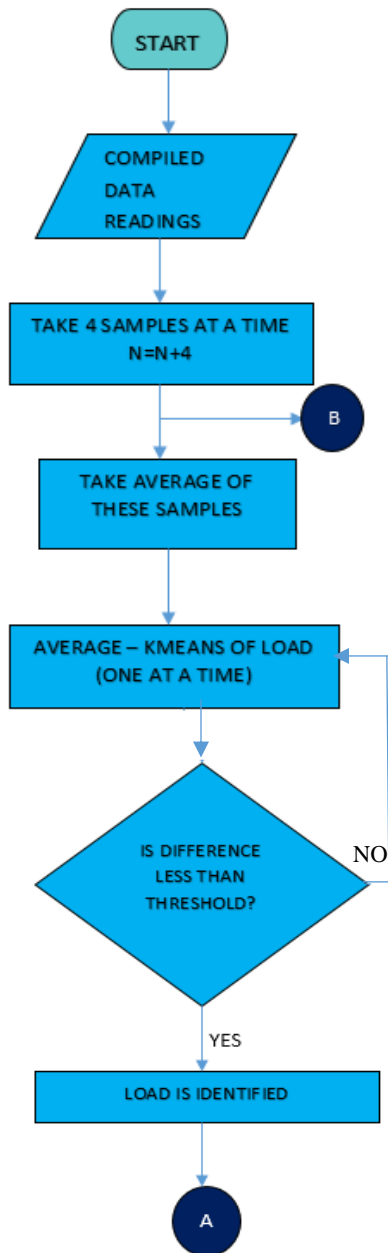 START
COMPILED
DATA
READINGS
TAKE 4 SAMPLES AT A TIME
N=N+4
B
TAKE AVERAGE OF
THESE SAMPLES
AVERAGE – KMEANS OF LOAD
(ONE AT A TIME)
IS DIFFERENCE
LESS THAN
THRESHOLD?
NO
YES
LOAD IS IDENTIFIED
A